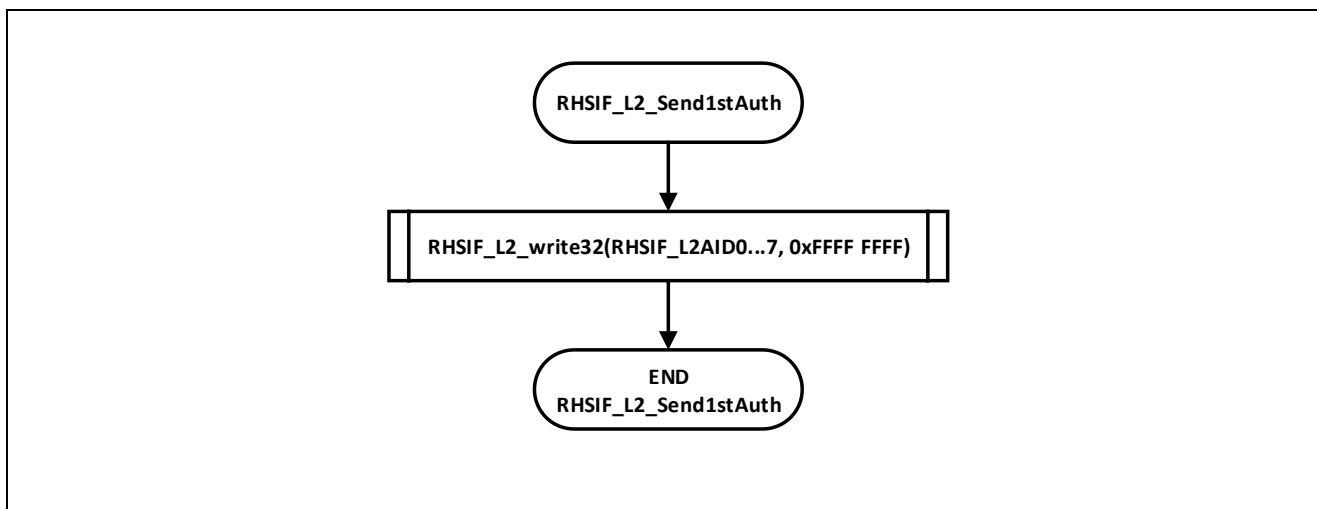 RHSIF_L2_Send1stAuth
RHSIF_L2_write32(RHSIF_L2AID0...7, 0xFFFF FFFF)
END
RHSIF_L2_Send1stAuth